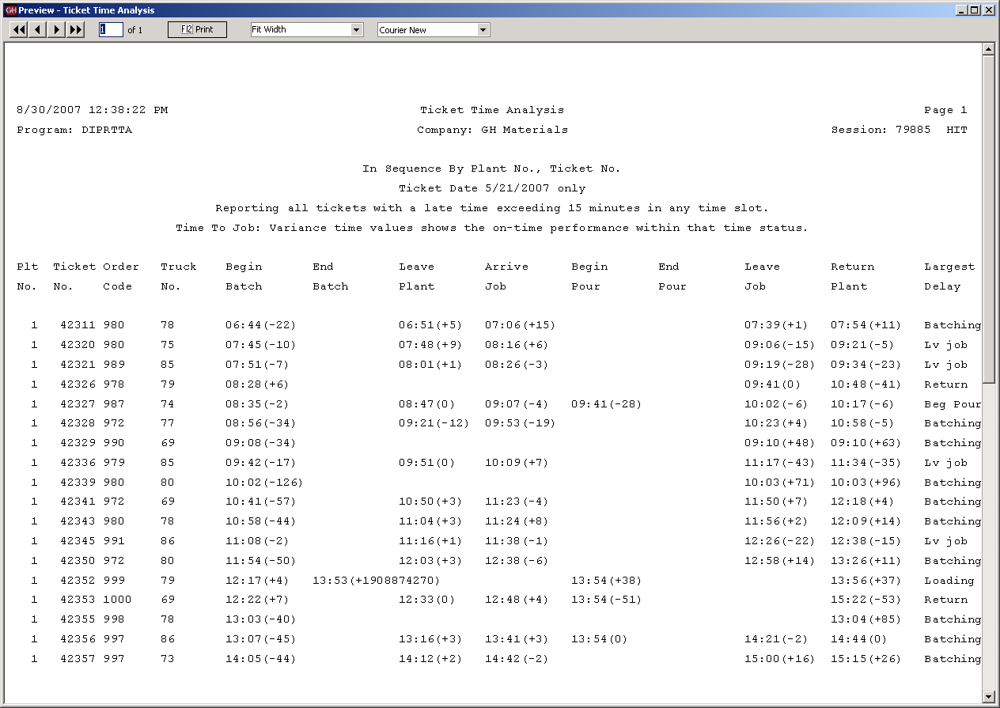 GH Preview - Ticket Time Analysis
1 of 1 F12 Print Fit Width Courier New
8/30/2007 12:38:22 PM Ticket Time Analysis Page 1
Program: DIPRTTA Company: GH Materials Session: 79885 HIT
In Sequence By Plant No., Ticket No.
Ticket Date 5/21/2007 only
Reporting all tickets with a late time exceeding 15 minutes in any time slot.
Time To Job: Variance time values shows the on-time performance within that time status.
Plt Ticket Order Truck Begin End Leave Arrive Begin End Leave Return Largest
No. No. Code No. Batch Batch Plant Job Pour Pour Job Plant Delay
1 42311 980 78 06:44(-22) 06:51(+5) 07:06(+15) 07:39(+1) 07:54(+11) Batching
1 42320 980 75 07:45(-10) 07:48(+9) 08:16(+6) 09:06(-15) 09:21(-5) Lv job
1 42321 989 85 07:51(-7) 08:01(+1) 08:26(-3) 09:19(-28) 09:34(-23) Lv job
1 42326 978 79 08:28(+6) 09:41(0) 10:48(-41) Return
1 42327 987 74 08:35(-2) 08:47(0) 09:07(-4) 09:41(-28) 10:02(-6) 10:17(-6) Beg Pour
1 42328 972 77 08:56(-34) 09:21(-12) 09:53(-19) 10:23(+4) 10:58(-5) Batching
1 42329 990 69 09:08(-34) 09:10(+48) 09:10(+63) Batching
1 42336 979 85 09:42(-17) 09:51(0) 10:09(+7) 11:17(-43) 11:34(-35) Lv job
1 42339 980 80 10:02(-126) 10:03(+71) 10:03(+96) Batching
1 42341 972 69 10:41(-57) 10:50(+3) 11:23(-4) 11:50(+7) 12:18(+4) Batching
1 42343 980 78 10:58(-44) 11:04(+3) 11:24(+8) 11:56(+2) 12:09(+14) Batching
1 42345 991 86 11:08(-2) 11:16(+1) 11:38(-1) 12:26(-22) 12:38(-15) Lv job
1 42350 972 80 11:54(-50) 12:03(+3) 12:38(-6) 12:58(+14) 13:26(+11) Batching
1 42352 999 79 12:17(+4) 13:53(+1908874270) 13:54(+38) 13:56(+37) Loading
1 42353 1000 69 12:22(+7) 12:33(0) 12:48(+4) 13:54(-51) 15:22(-53) Return
1 42355 998 78 13:03(-40) 13:04(+85) Batching
1 42356 997 86 13:07(-45) 13:16(+3) 13:41(+3) 13:54(0) 14:21(-2) 14:44(0) Batching
1 42357 997 73 14:05(-44) 14:12(+2) 14:42(-2) 15:00(+16) 15:15(+26) Batching